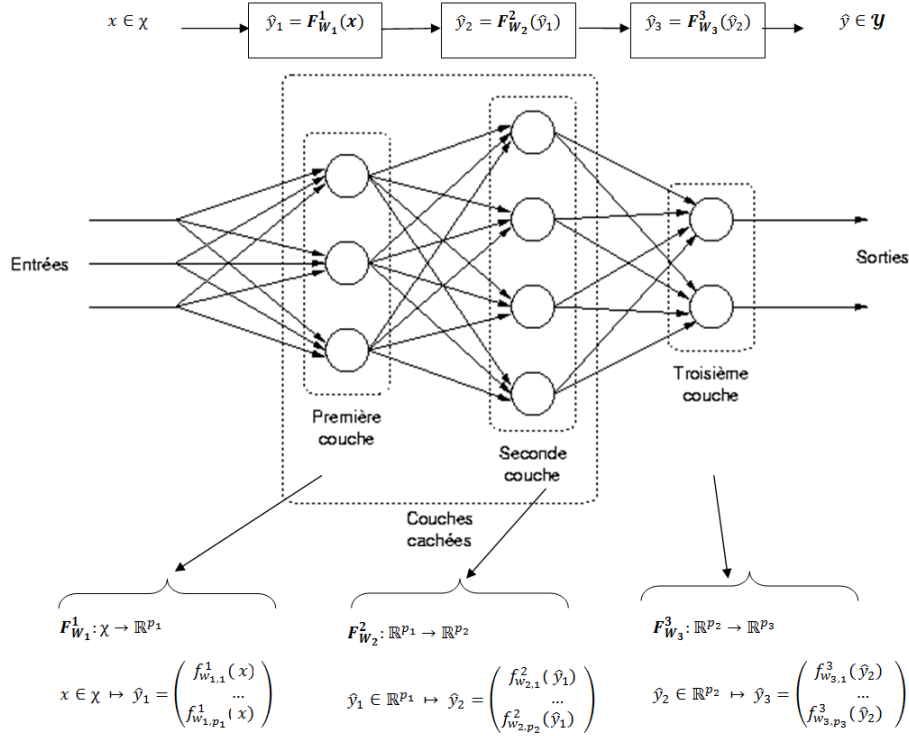 x ∈ χ
ŷ₁ = F¹_W₁(x)
ŷ₂ = F²_W₂(ŷ₁)
ŷ₃ = F³_W₃(ŷ₂)
ŷ ∈ 𝒴
Entrées
Sorties
Première
couche
Seconde
couche
Troisième
couche
Couches
cachées
F¹_W₁: χ → ℝ^p₁
x ∈ χ ↦ ŷ₁ = ( f¹_w₁,₁(x)
...
f¹_w₁,p₁(x) )
F²_W₂: ℝ^p₁ → ℝ^p₂
ŷ₁ ∈ ℝ^p₁ ↦ ŷ₂ = ( f²_w₂,₁(ŷ₁)
...
f²_w₂,p₂(ŷ₁) )
F³_W₃: ℝ^p₂ → ℝ^p₃
ŷ₂ ∈ ℝ^p₂ ↦ ŷ₃ = ( f³_w₃,₁(ŷ₂)
...
f³_w₃,p₃(ŷ₂) )